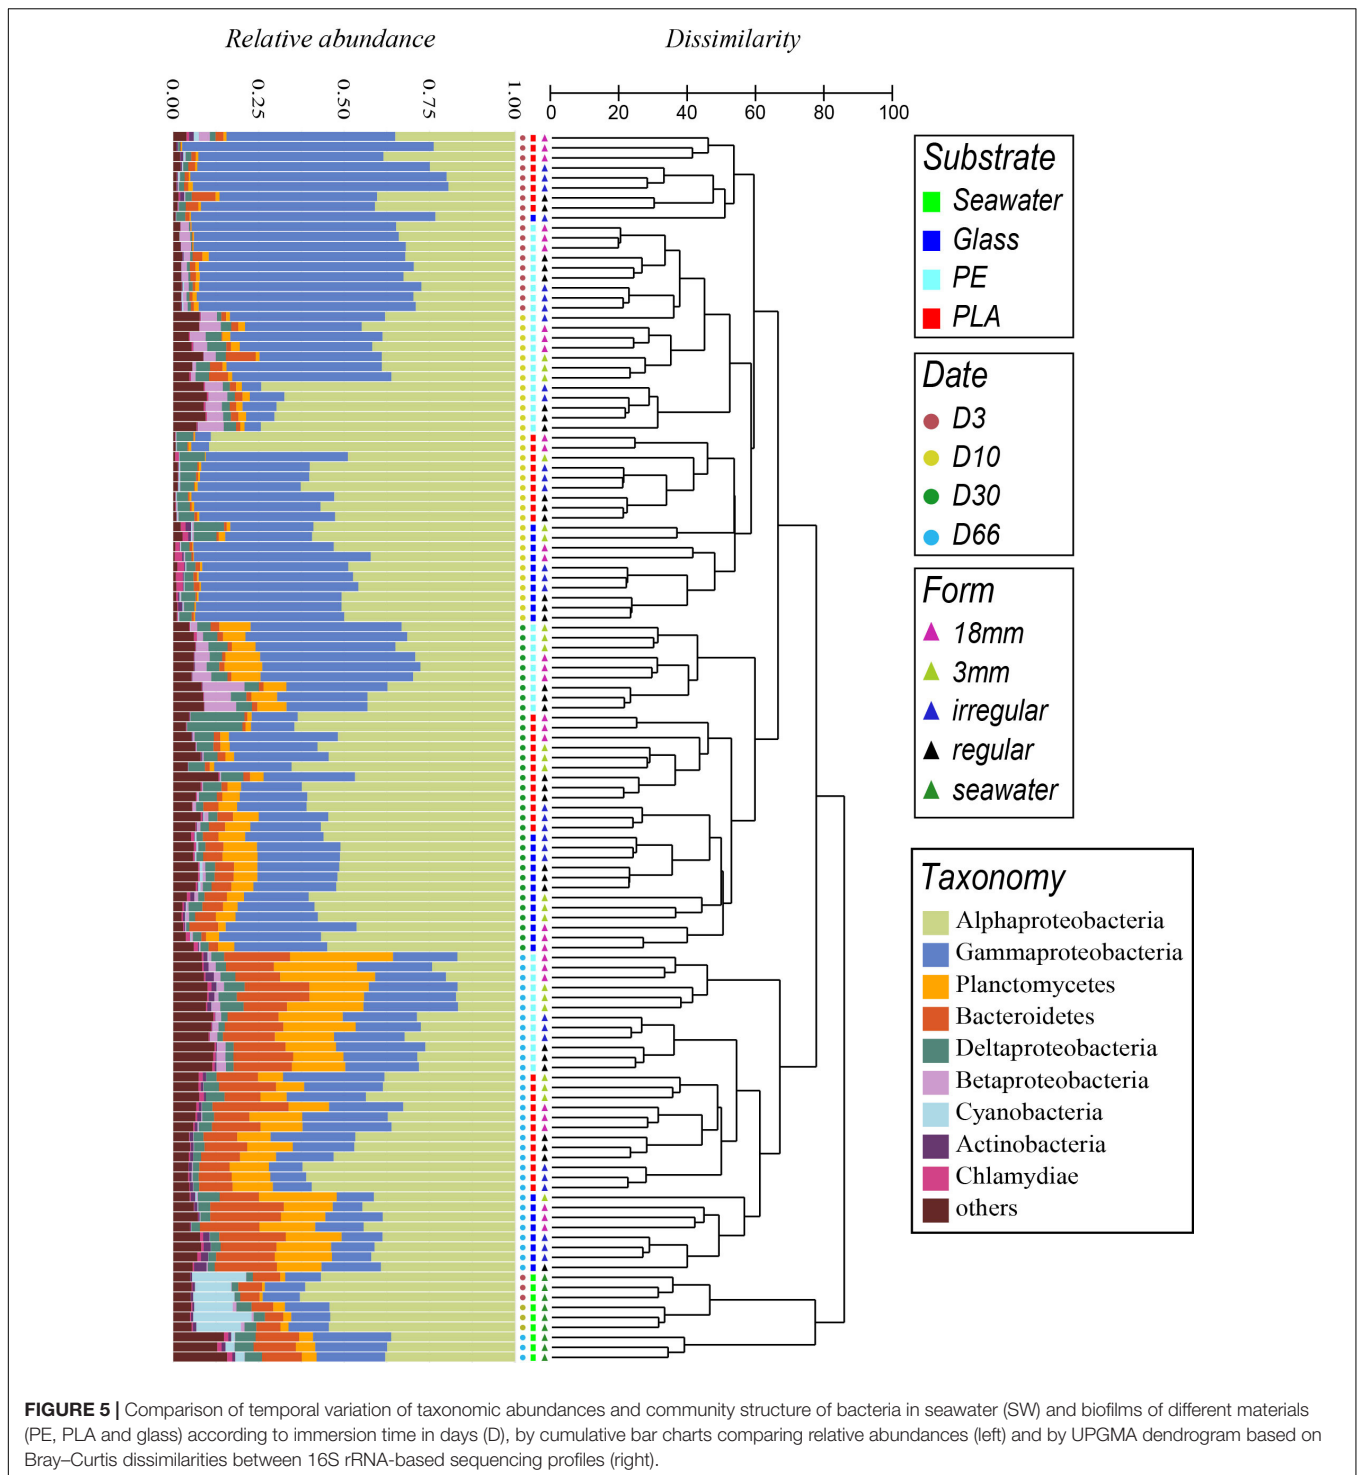 Relative abundance
Dissimilarity
0.00
0.25
0.50
0.75
1.00
0 20 40 60 80 100
Substrate
Seawater
Glass
PE
PLA
Date
D3
D10
D30
D66
Form
18mm
3mm
irregular
regular
seawater
Taxonomy
Alphaproteobacteria
Gammaproteobacteria
Planctomycetes
Bacteroidetes
Deltaproteobacteria
Betaproteobacteria
Cyanobacteria
Actinobacteria
Chlamydiae
others
FIGURE 5 | Comparison of temporal variation of taxonomic abundances and community structure of bacteria in seawater (SW) and biofilms of different materials
(PE, PLA and glass) according to immersion time in days (D), by cumulative bar charts comparing relative abundances (left) and by UPGMA dendrogram based on
Bray–Curtis dissimilarities between 16S rRNA-based sequencing profiles (right).